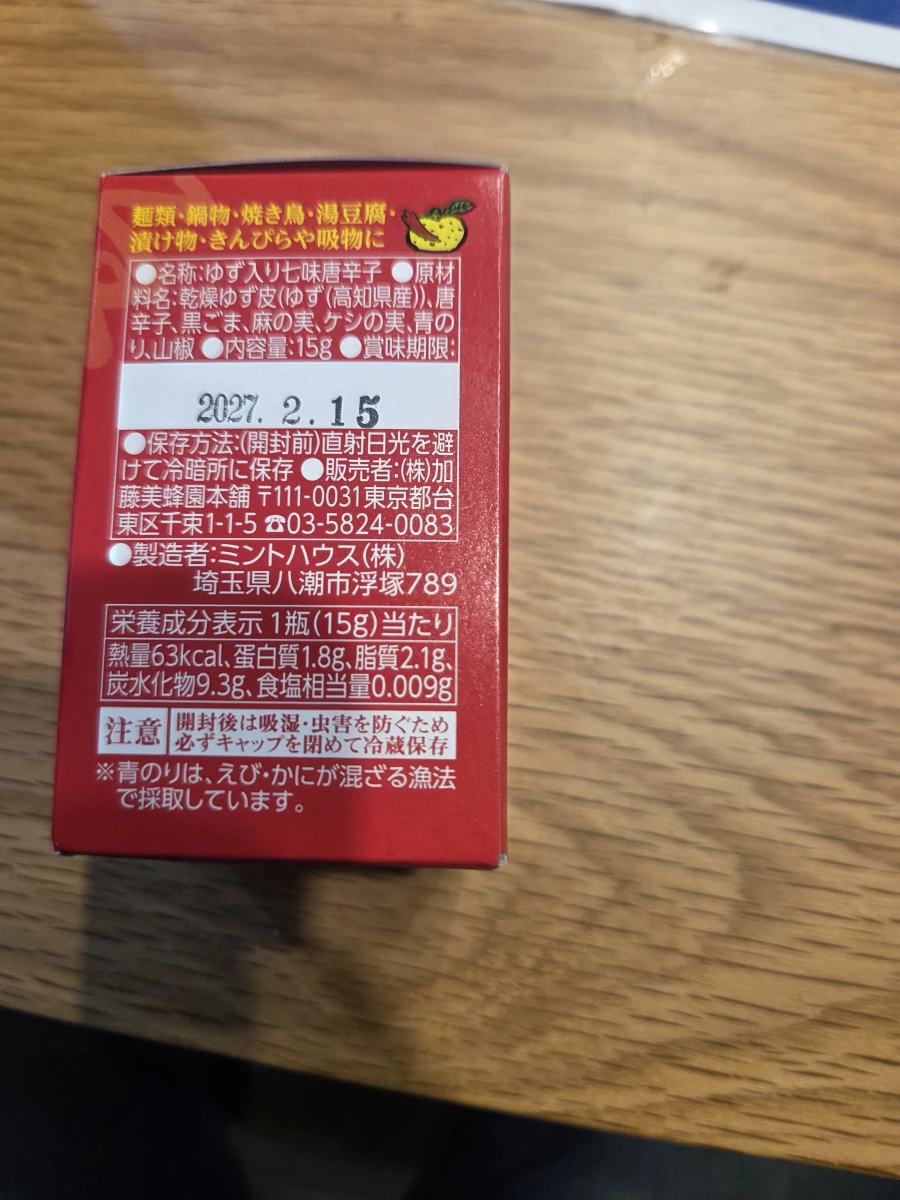 麺類・鍋物・焼き鳥・湯豆腐・
漬け物・きんぴらや吸物に
●名称:ゆず入り七味唐辛子 ●原材
料名:乾燥ゆず皮(ゆず(高知県産))、唐
辛子、黒ごま、麻の実、ケシの実、青の
り、山椒 ●内容量:15g ●賞味期限:
2027. 2. 15
●保存方法:(開封前)直射日光を避
けて冷暗所に保存 ●販売者:(株)加
藤美蜂園本舗 〒111-0031東京都台
東区千束1-1-5 ☎03-5824-0083
●製造者:ミントハウス(株)
埼玉県八潮市浮塚789
栄養成分表示 1瓶(15g)当たり
熱量63kcal、蛋白質1.8g、脂質2.1g、
炭水化物9.3g、食塩相当量0.009g
注意 開封後は吸湿・虫害を防ぐため
必ずキャップを閉めて冷蔵保存
※青のりは、えび・かにが混ざる漁法
で採取しています。